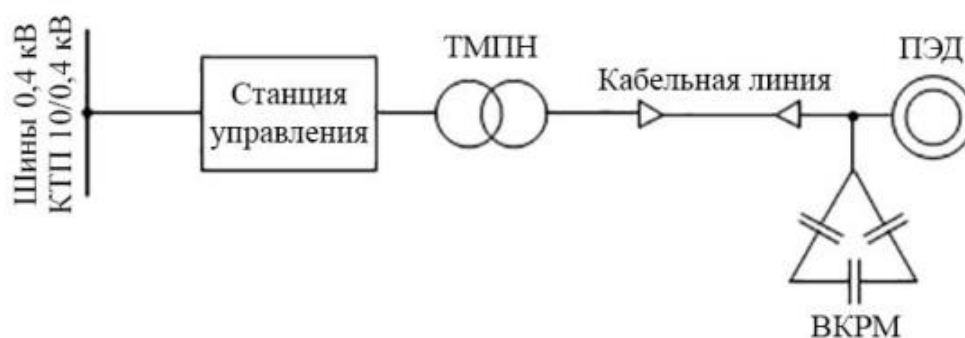 Шины 0,4 кВ
КТП 10/0,4 кВ
Станция
управления
ТМПН
Кабельная линия
ПЭД
ВКРМ